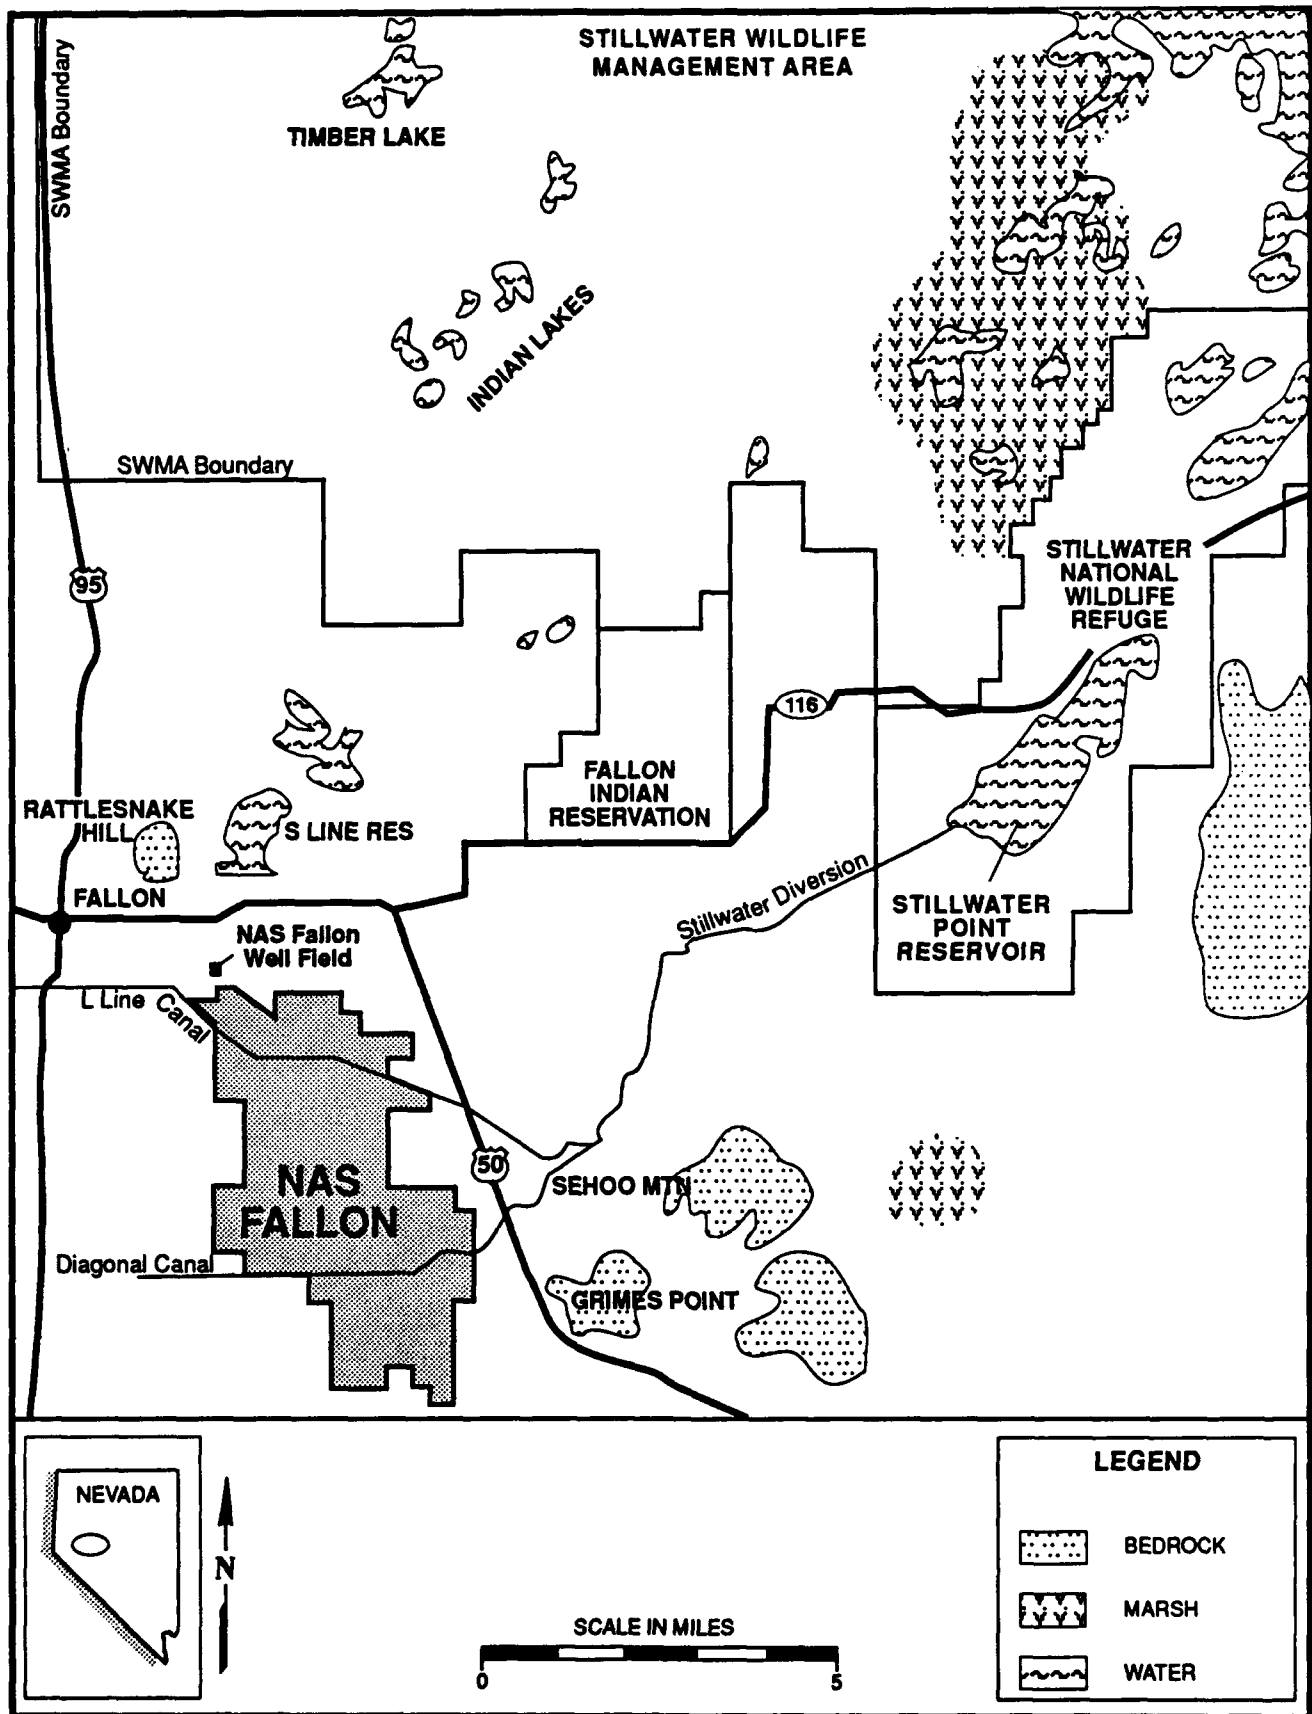 STILLWATER WILDLIFE
MANAGEMENT AREA
SWMA Boundary
TIMBER LAKE
INDIAN LAKES
SWMA Boundary
95
STILLWATER
NATIONAL
WILDLIFE
REFUGE
116
FALLON
INDIAN
RESERVATION
RATTLESNAKE
HILL
S LINE RES
FALLON
Stillwater Diversion
STILLWATER
POINT
RESERVOIR
NAS Fallon
Well Field
L Line Canal
50
SEHOO MTN
NAS
FALLON
Diagonal Canal
GRIMES POINT
NEVADA
N
SCALE IN MILES
0 5
LEGEND
BEDROCK
MARSH
WATER